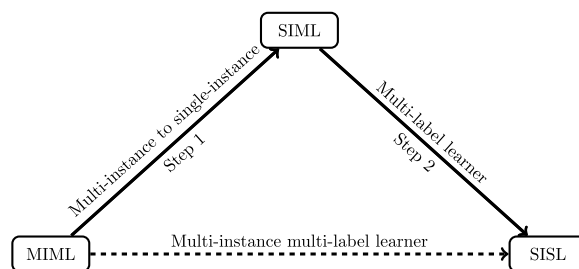 SIML
Multi-instance to single-instance
Step 1
Multi-label learner
Step 2
MIML
Multi-instance multi-label learner
SISL